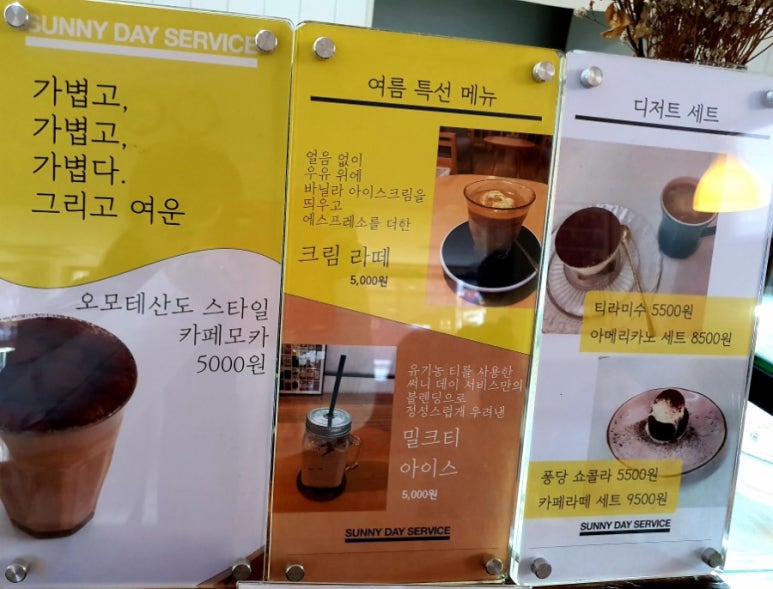 SUNNY DAY SERVICE
가볍고,
가볍고,
가볍다.
그리고 여운
오모테산도 스타일
카페모카
5000원
여름 특선 메뉴
얼음 없이
우유 위에
바닐라 아이스크림을
띄우고
에스프레소를 더한
크림 라떼
5,000원
유기농 티를 사용한
써니 데이 서비스만의
블렌딩으로
정성스럽게 우려낸
밀크티
아이스
5,000원
SUNNY DAY SERVICE
디저트 세트
티라미수 5500원
아메리카노 세트 8500원
퐁당 쇼콜라 5500원
카페라떼 세트 9500원
SUNNY DAY SERVICE